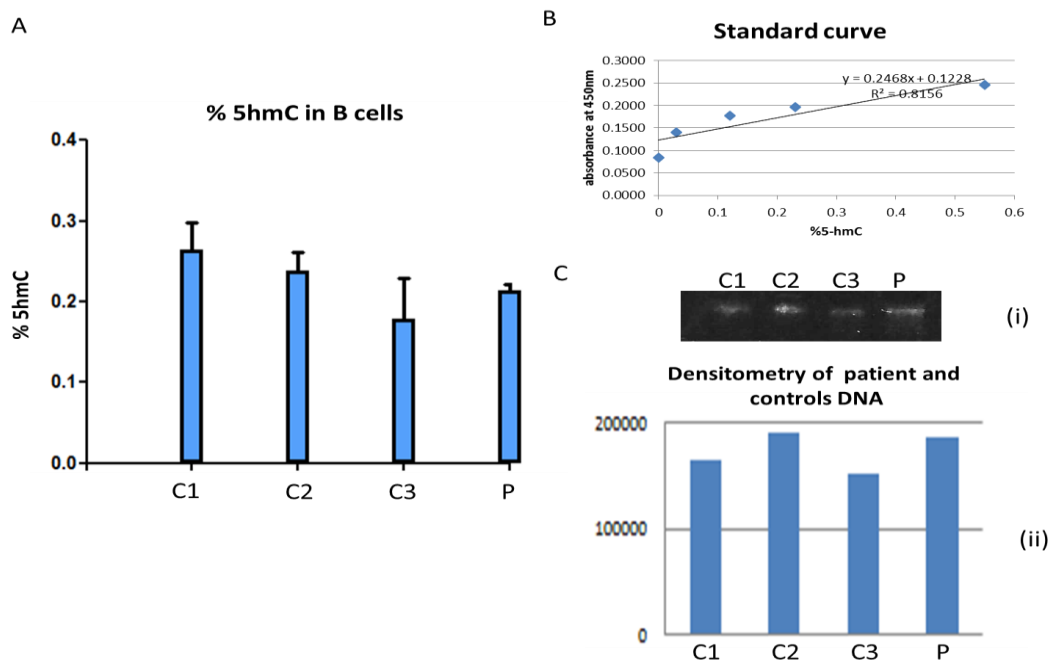 A
% 5hmC in B cells
0.4
0.3
0.2
0.1
0.0
% 5hmC
C1 C2 C3 P
B
Standard curve
0.3000
0.2500
0.2000
0.1500
0.1000
0.0500
0.0000
absorbance at 450nm
y = 0.2468x + 0.1228
R² = 0.8156
0 0.1 0.2 0.3 0.4 0.5 0.6
%5-hmC
C
C1 C2 C3 P
(i)
Densitometry of patient and
controls DNA
200000
100000
0
(ii)
C1 C2 C3 P